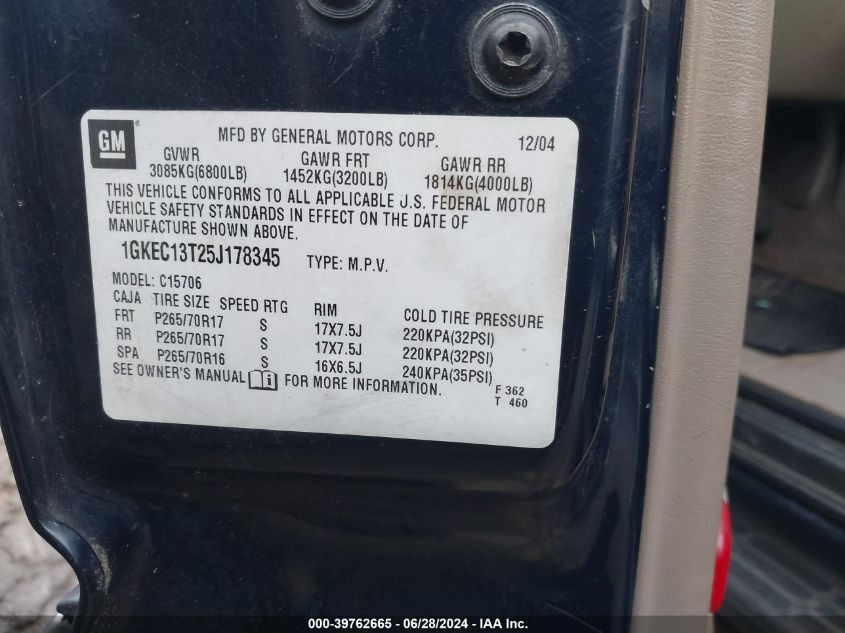 GM ®
MFD BY GENERAL MOTORS CORP. 12/04
GVWR GAWR FRT GAWR RR
3085KG(6800LB) 1452KG(3200LB) 1814KG(4000LB)
THIS VEHICLE CONFORMS TO ALL APPLICABLE U.S. FEDERAL MOTOR
VEHICLE SAFETY STANDARDS IN EFFECT ON THE DATE OF
MANUFACTURE SHOWN ABOVE.
1GKEC13T25J178345 TYPE: M.P.V.
MODEL: C15706
CAJA TIRE SIZE SPEED RTG RIM COLD TIRE PRESSURE
FRT P265/70R17 S 17X7.5J 220KPA(32PSI)
RR P265/70R17 S 17X7.5J 220KPA(32PSI)
SPA P265/70R16 S 16X6.5J 240KPA(35PSI)
SEE OWNER'S MANUAL i FOR MORE INFORMATION. F 362
T 460
000-39762665 - 06/28/2024 - IAA Inc.